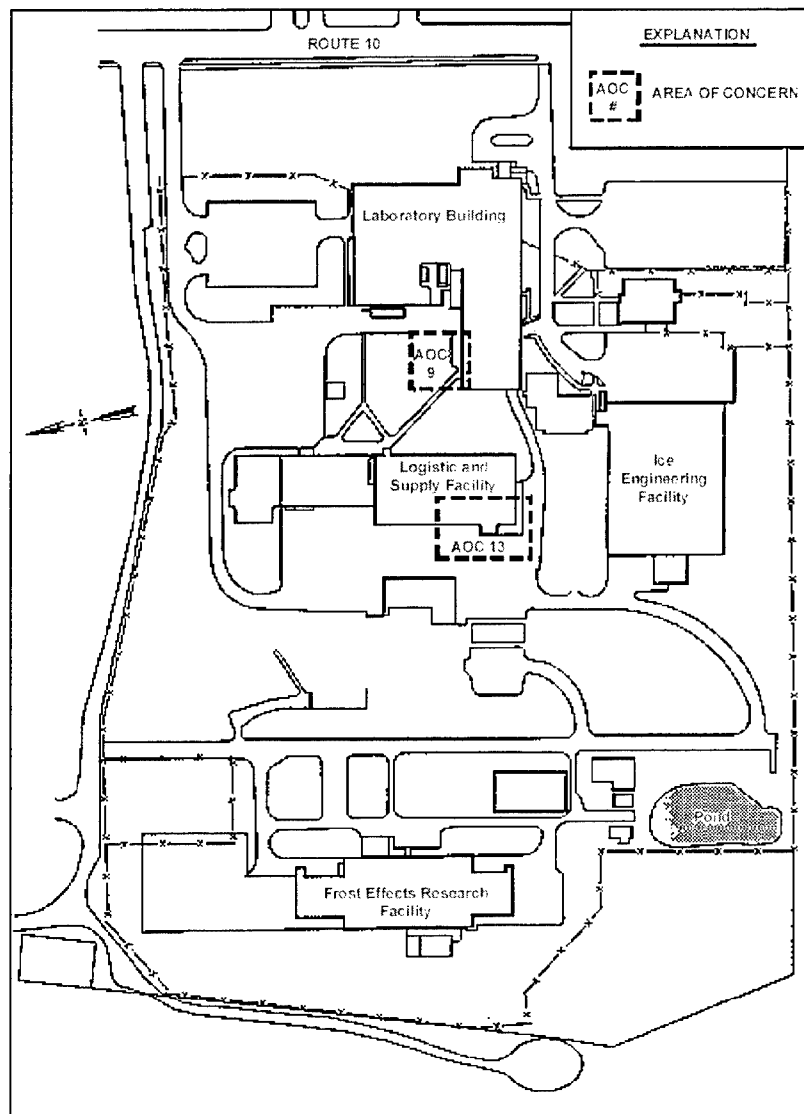 ROUTE 10
EXPLANATION
AOC
#
AREA OF CONCERN
Laboratory Building
AOC
9
Logistic and
Supply Facility
Ice
Engineering
Facility
AOC 13
Pond
Frost Effects Research
Facility